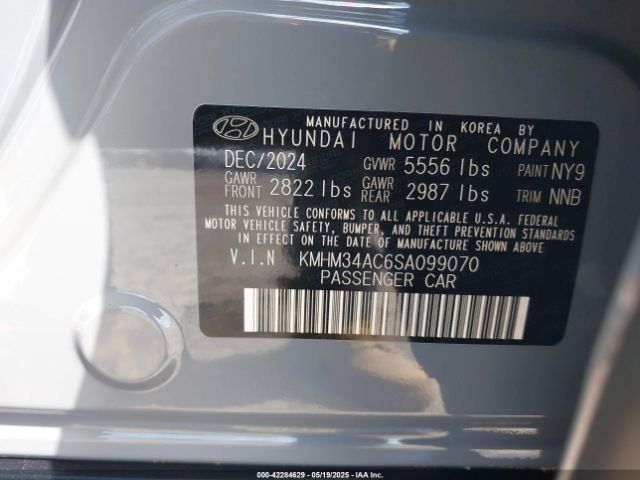 MANUFACTURED IN KOREA BY
HYUNDAI MOTOR COMPANY
DEC/2024 GVWR 5556 lbs PAINT NY9
GAWR FRONT 2822 lbs GAWR REAR 2987 lbs TRIM NNB
THIS VEHICLE CONFORMS TO ALL APPLICABLE U.S.A. FEDERAL
MOTOR VEHICLE SAFETY, BUMPER, AND THEFT PREVENTION STANDARDS
IN EFFECT ON THE DATE OF MANUFACTURE SHOWN ABOVE.
V.I.N KMHM34AC6SA099070
PASSENGER CAR
000-42284629 | 05/19/2025 | IAA Inc.